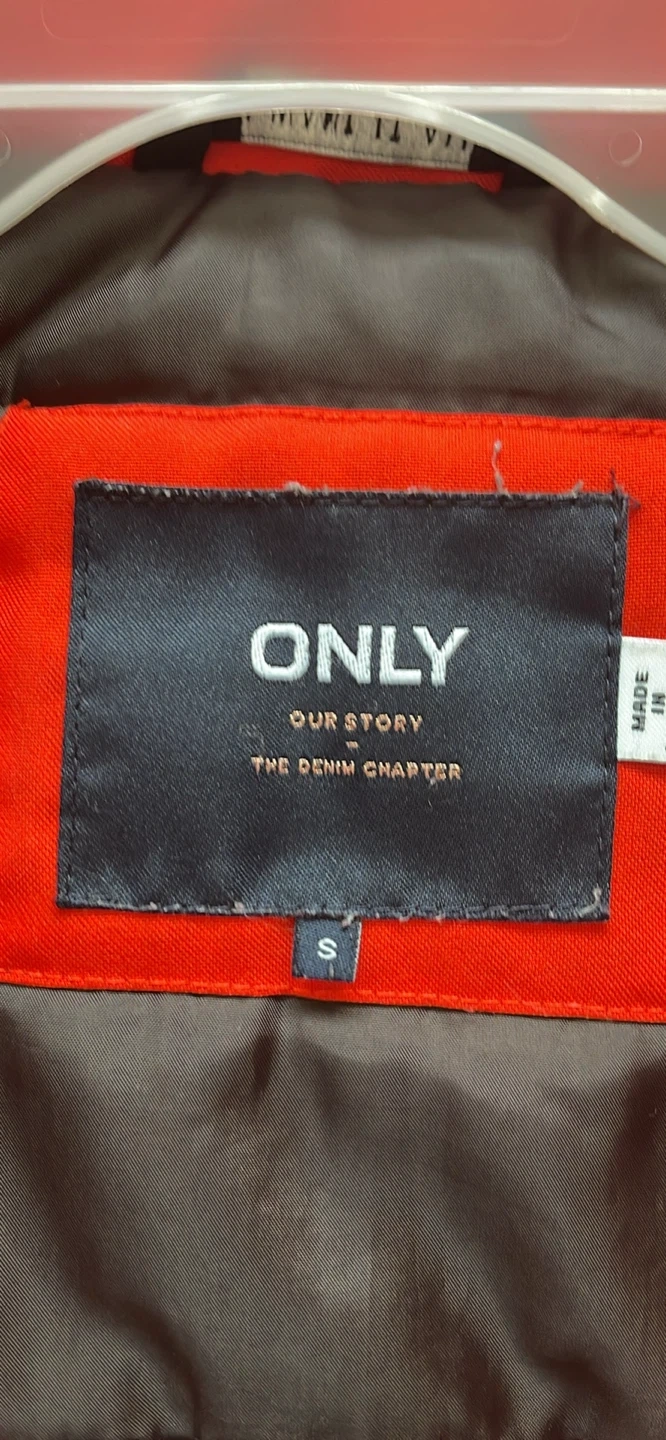 ONLY
OUR STORY
-
THE DENIM CHAPTER
S
MADE
IN